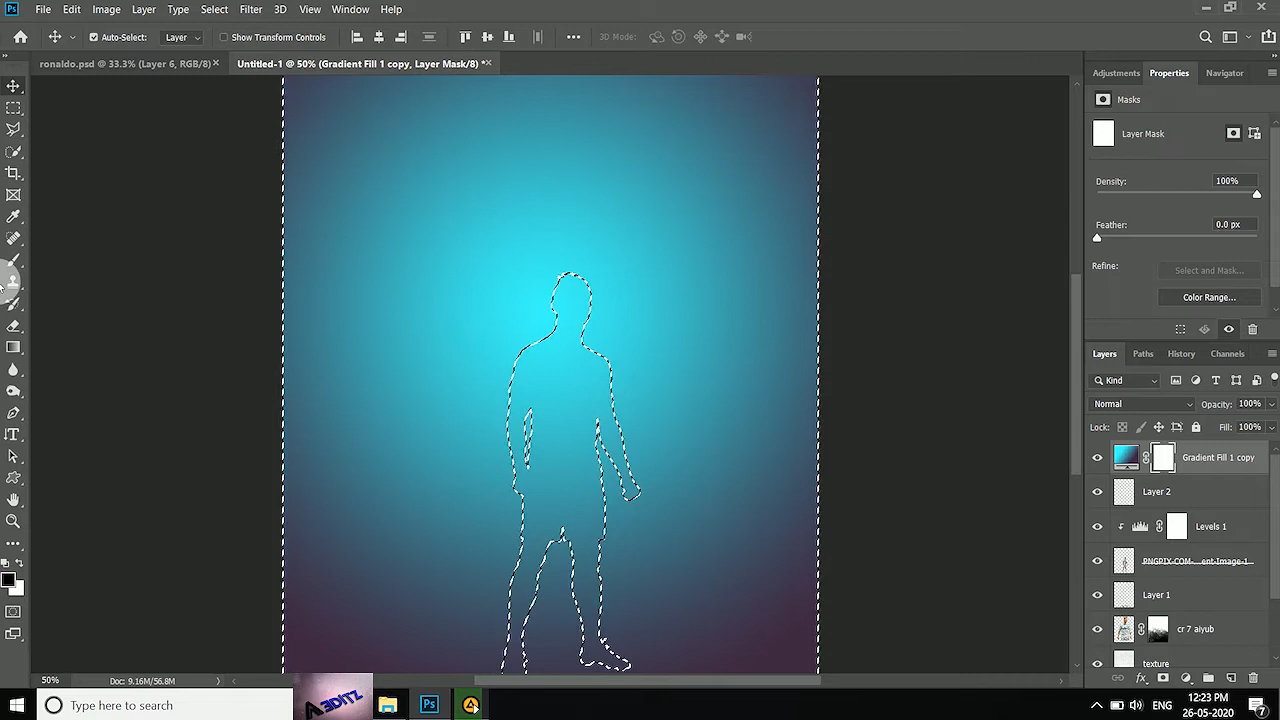 Ps File Edit Image Layer Type Select Filter 3D View Window Help
Auto-Select: Layer Show Transform Controls 3D Mode:
ronaldo.psd @ 33.3% (Layer 6, RGB/8) Untitled-1 @ 50% (Gradient Fill 1 copy, Layer Mask/8) *
Adjustments Properties Navigator
Masks
Layer Mask
Density: 100%
Feather: 0.0 px
Refine: Select and Mask...
Color Range...
Layers Paths History Channels
Kind
Normal Opacity: 100%
Lock: Fill: 100%
Gradient Fill 1 copy
Layer 2
Levels 1
PNGPIX-COM-...ent-Image-1
Layer 1
cr 7 aiyub
texture
50% Doc: 9.16M/56.8M
Type here to search
Ps
12:23 PM
26-05-2020
7